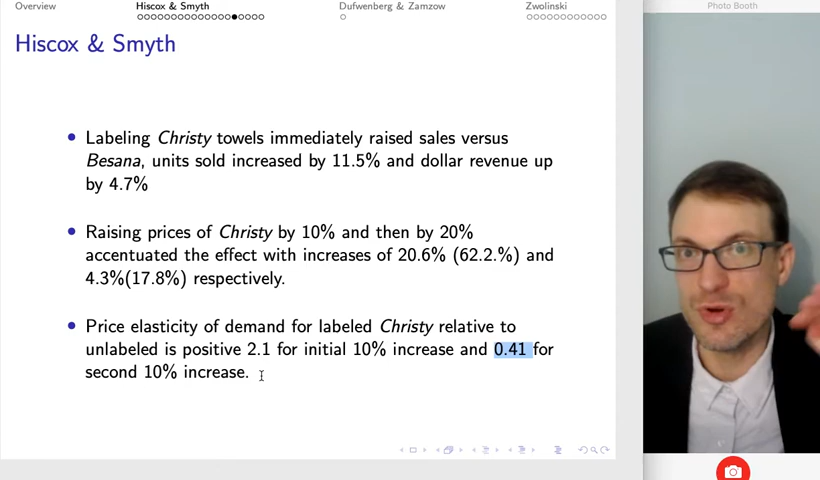 Overview
Hiscox & Smyth
Dufwenberg & Zamzow
Zwolinski
Photo Booth
Hiscox & Smyth
Labeling Christy towels immediately raised sales versus
Besana, units sold increased by 11.5% and dollar revenue up
by 4.7%
Raising prices of Christy by 10% and then by 20%
accentuated the effect with increases of 20.6% (62.2.%) and
4.3%(17.8%) respectively.
Price elasticity of demand for labeled Christy relative to
unlabeled is positive 2.1 for initial 10% increase and 0.41 for
second 10% increase.